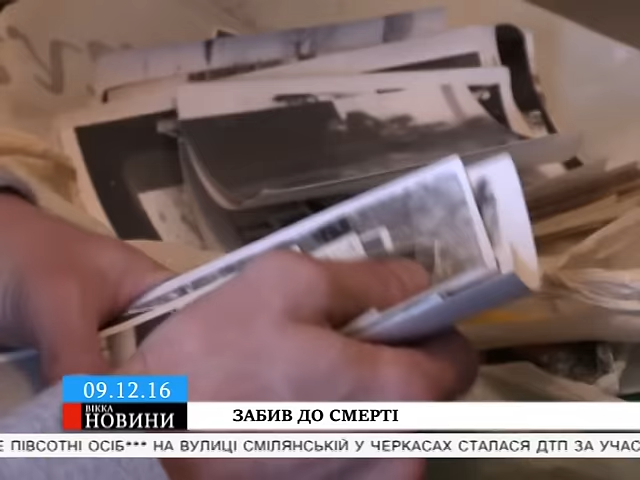 09.12.16
ВІККА
НОВИНИ
ЗАБИВ ДО СМЕРТІ
Е ПІВСОТНІ ОСІБ*** НА ВУЛИЦІ СМІЛЯНСЬКІЙ У ЧЕРКАСАХ СТАЛАСЯ ДТП ЗА УЧАС